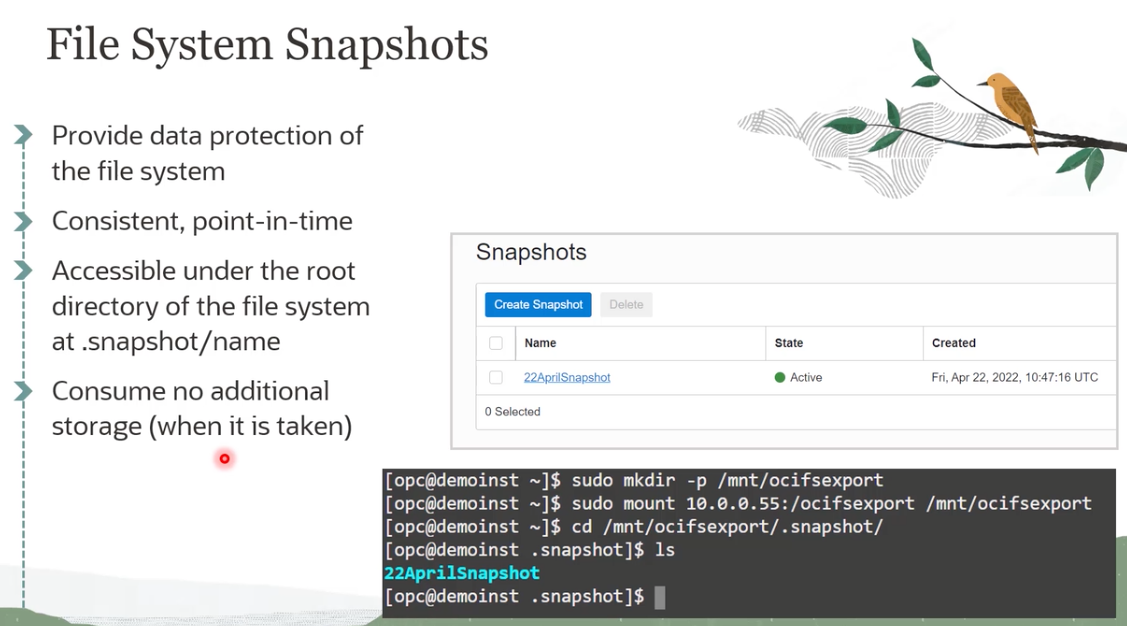 File System Snapshots
Provide data protection of
the file system
Consistent, point-in-time
Accessible under the root
directory of the file system
at .snapshot/name
Consume no additional
storage (when it is taken)
Snapshots
Create Snapshot Delete
Name State Created
22AprilSnapshot Active Fri, Apr 22, 2022, 10:47:16 UTC
0 Selected
[opc@demoinst ~]$ sudo mkdir -p /mnt/ocifsexport
[opc@demoinst ~]$ sudo mount 10.0.0.55:/ocifsexport /mnt/ocifsexport
[opc@demoinst ~]$ cd /mnt/ocifsexport/.snapshot/
[opc@demoinst .snapshot]$ ls
22AprilSnapshot
[opc@demoinst .snapshot]$